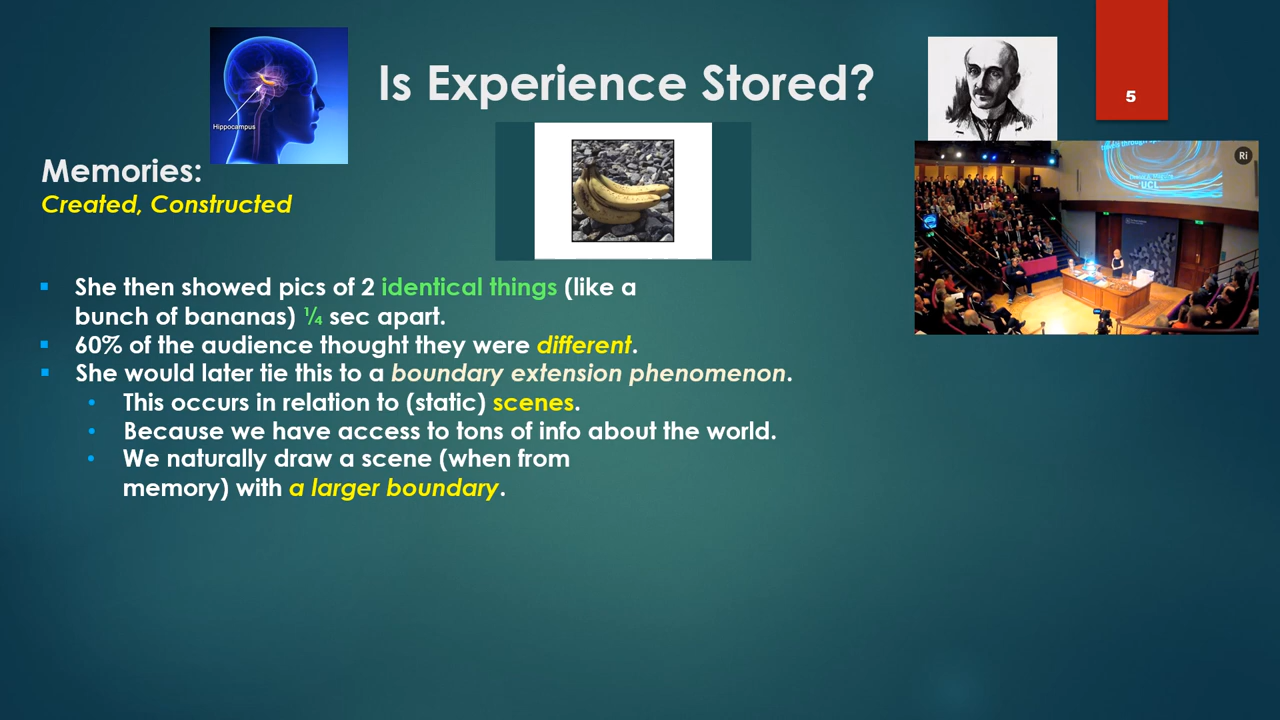 Is Experience Stored?
5
Hippocampus
Memories:
Created, Constructed
Ri
UCL
She then showed pics of 2 identical things (like a
bunch of bananas) ¼ sec apart.
60% of the audience thought they were different.
She would later tie this to a boundary extension phenomenon.
This occurs in relation to (static) scenes.
Because we have access to tons of info about the world.
We naturally draw a scene (when from
memory) with a larger boundary.